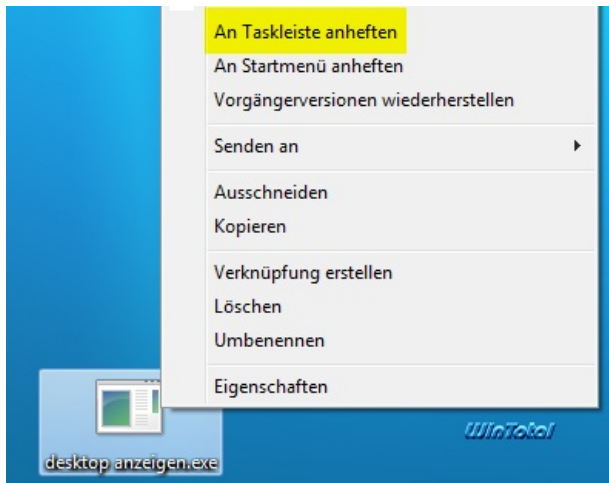 An Taskleiste anheften
An Startmenü anheften
Vorgängerversionen wiederherstellen
Senden an
Ausschneiden
Kopieren
Verknüpfung erstellen
Löschen
Umbenennen
Eigenschaften
WinTotal
desktop anzeigen.exe